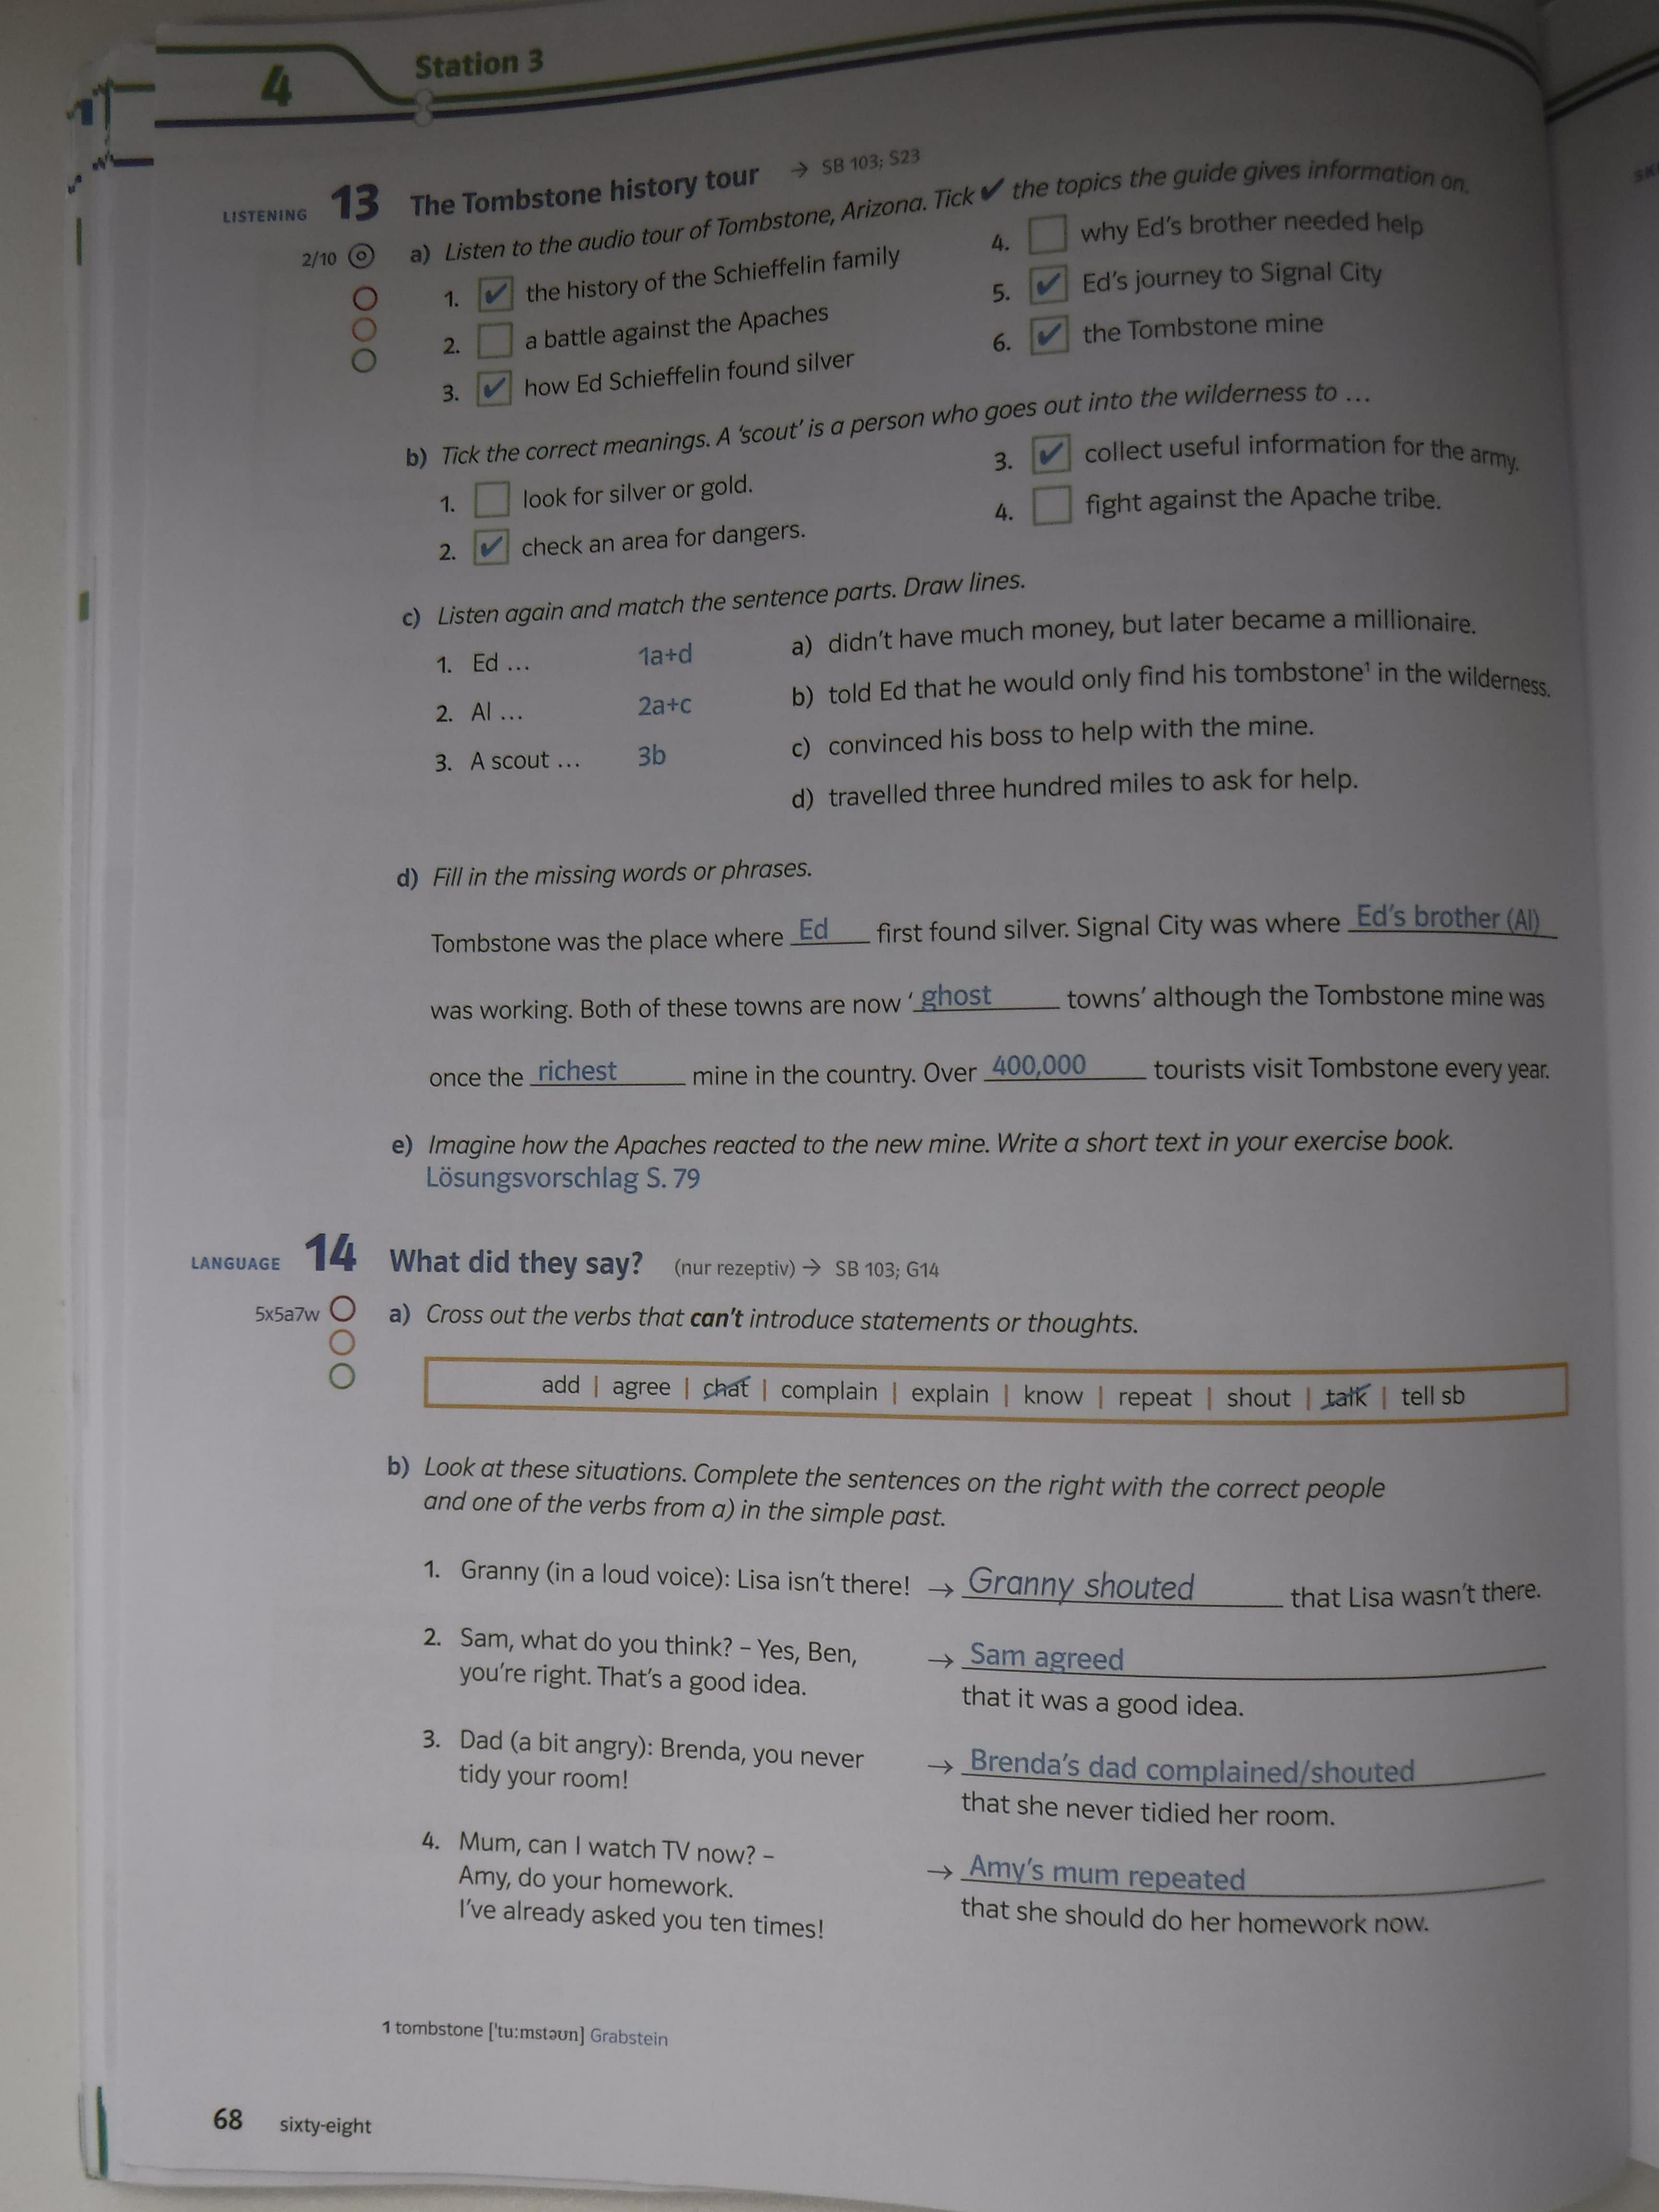 4 Station 3
LISTENING 13 The Tombstone history tour → SB 103; S23
2/10 a) Listen to the audio tour of Tombstone, Arizona. Tick ✔ the topics the guide gives information on.
1. ✔ the history of the Schieffelin family
2. a battle against the Apaches
3. ✔ how Ed Schieffelin found silver
4. why Ed's brother needed help
5. ✔ Ed's journey to Signal City
6. ✔ the Tombstone mine
b) Tick the correct meanings. A 'scout' is a person who goes out into the wilderness to ...
1. look for silver or gold.
2. ✔ check an area for dangers.
3. ✔ collect useful information for the army.
4. fight against the Apache tribe.
c) Listen again and match the sentence parts. Draw lines.
1. Ed ... 1a+d
2. Al ... 2a+c
3. A scout ... 3b
a) didn't have much money, but later became a millionaire.
b) told Ed that he would only find his tombstone¹ in the wilderness.
c) convinced his boss to help with the mine.
d) travelled three hundred miles to ask for help.
d) Fill in the missing words or phrases.
Tombstone was the place where Ed first found silver. Signal City was where Ed's brother (Al)
was working. Both of these towns are now 'ghost towns' although the Tombstone mine was
once the richest mine in the country. Over 400,000 tourists visit Tombstone every year.
e) Imagine how the Apaches reacted to the new mine. Write a short text in your exercise book.
Lösungsvorschlag S. 79
LANGUAGE 14 What did they say? (nur rezeptiv) → SB 103; G14
5x5a7w a) Cross out the verbs that can't introduce statements or thoughts.
add | agree | chat | complain | explain | know | repeat | shout | talk | tell sb
b) Look at these situations. Complete the sentences on the right with the correct people
and one of the verbs from a) in the simple past.
1. Granny (in a loud voice): Lisa isn't there! → Granny shouted that Lisa wasn't there.
2. Sam, what do you think? – Yes, Ben,
you're right. That's a good idea.
→ Sam agreed
that it was a good idea.
3. Dad (a bit angry): Brenda, you never
tidy your room!
→ Brenda's dad complained/shouted
that she never tidied her room.
4. Mum, can I watch TV now? –
Amy, do your homework.
I've already asked you ten times!
→ Amy's mum repeated
that she should do her homework now.
1 tombstone [ˈtuːmstəʊn] Grabstein
68 sixty-eight